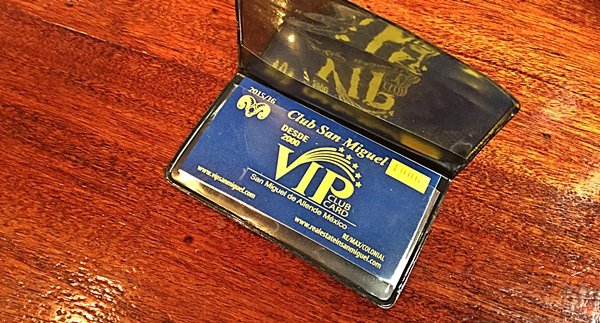 2015/16
Club San Miguel
DESDE
2000
VIP
CLUB
CARD
San Miguel de Allende México
www.vipsanmiguel.com
RE/MAX/COLONIAL
www.realestateinsanmiguel.com